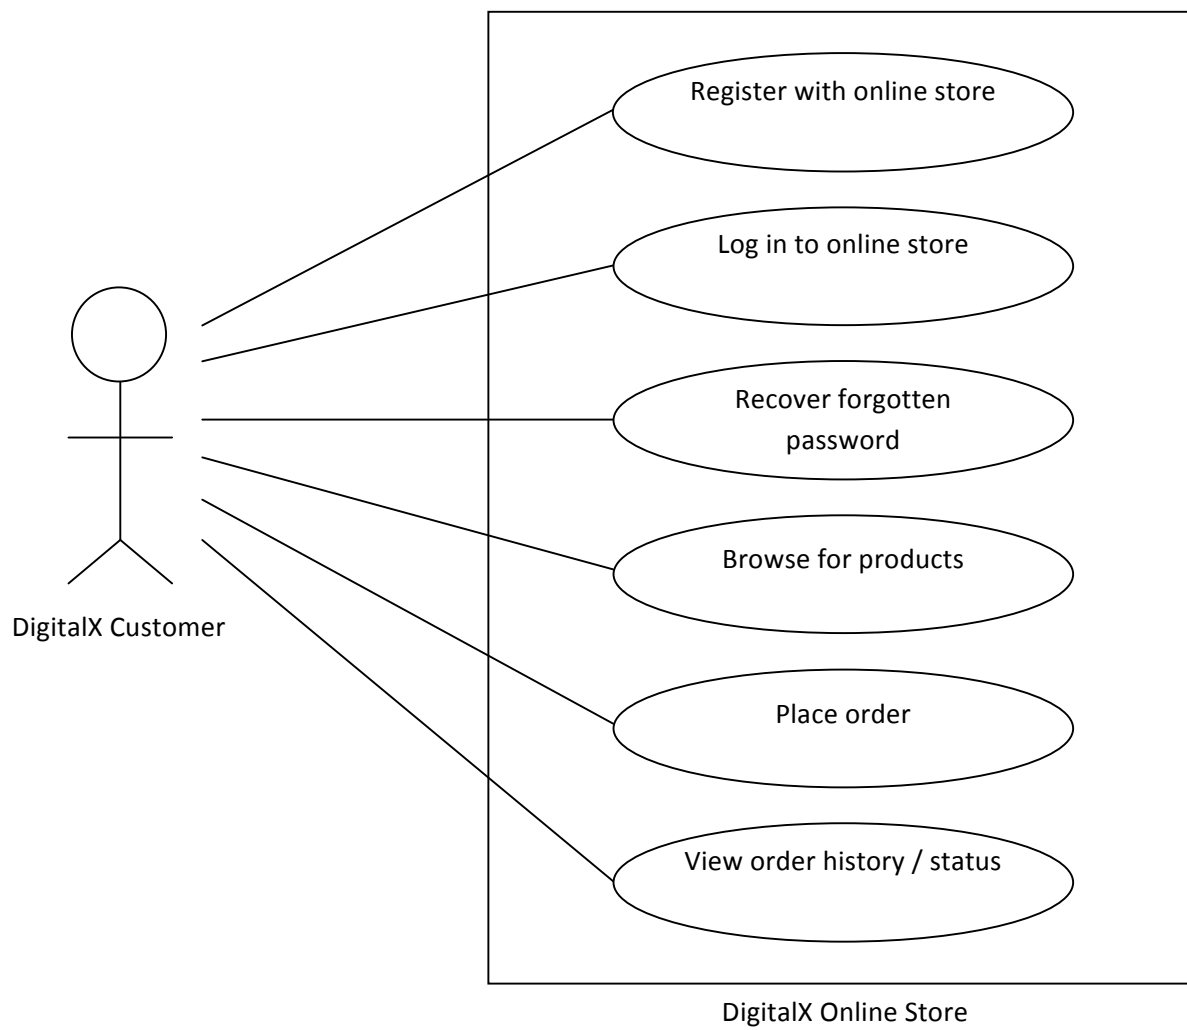 Register with online store
Log in to online store
Recover forgotten
password
Browse for products
DigitalX Customer
Place order
View order history / status
DigitalX Online Store